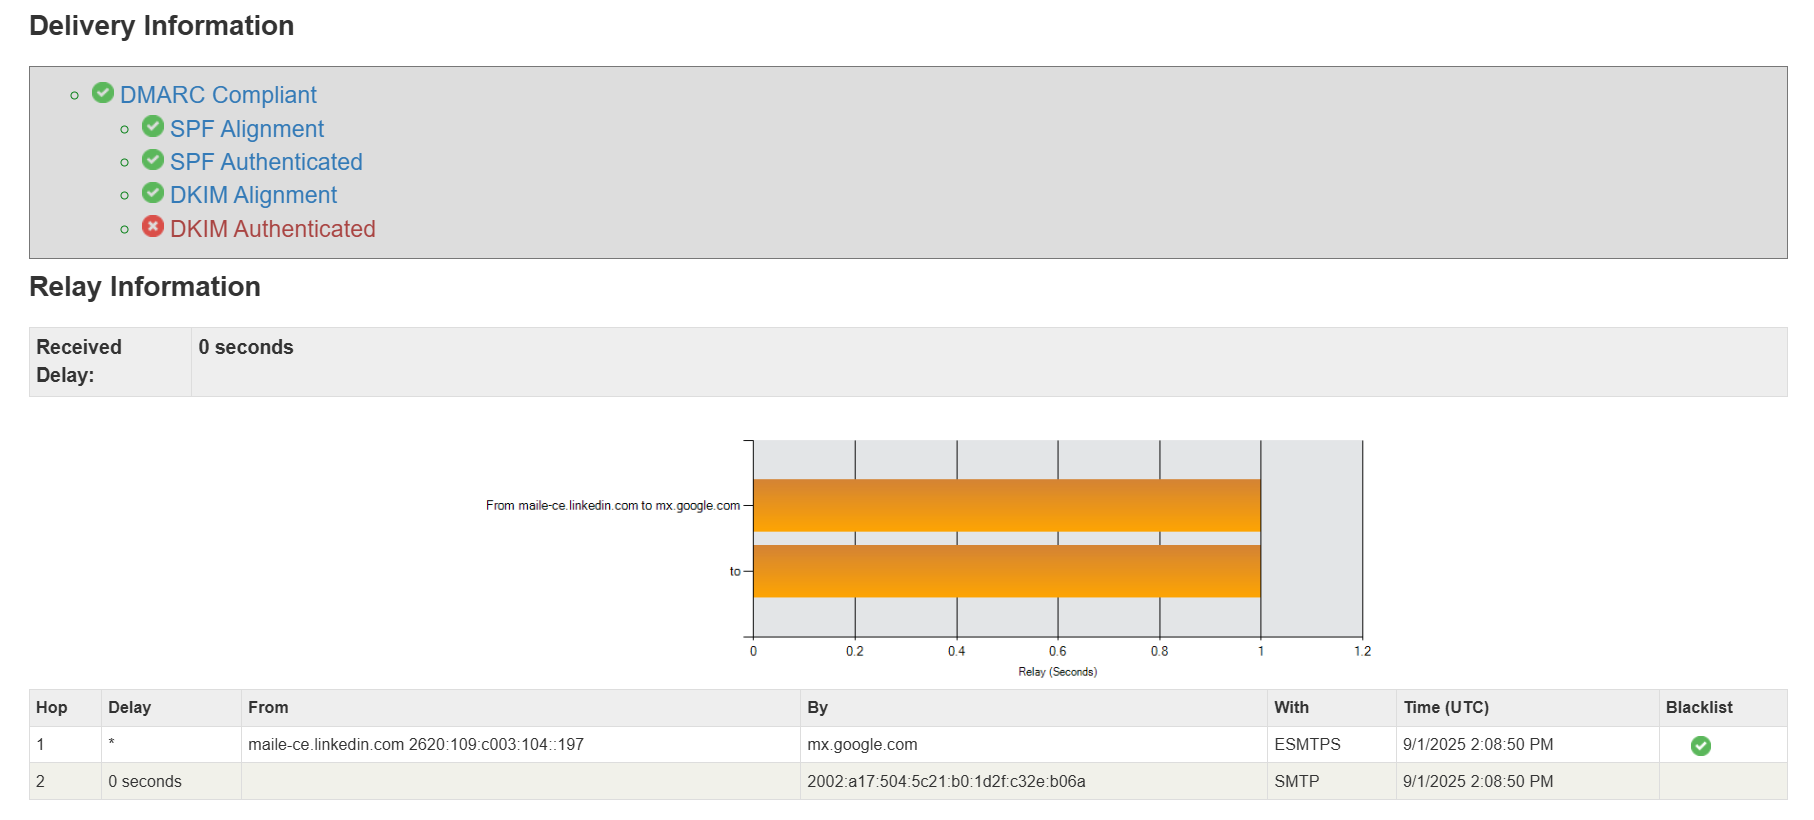 Delivery Information
DMARC Compliant
SPF Alignment
SPF Authenticated
DKIM Alignment
DKIM Authenticated
Relay Information
Received Delay: 0 seconds
From maile-ce.linkedin.com to mx.google.com
to
0 0.2 0.4 0.6 0.8 1 1.2
Relay (Seconds)
Hop Delay From By With Time (UTC) Blacklist
1 * maile-ce.linkedin.com 2620:109:c003:104::197 mx.google.com ESMTPS 9/1/2025 2:08:50 PM
2 0 seconds 2002:a17:504:5c21:b0:1d2f:c32e:b06a SMTP 9/1/2025 2:08:50 PM